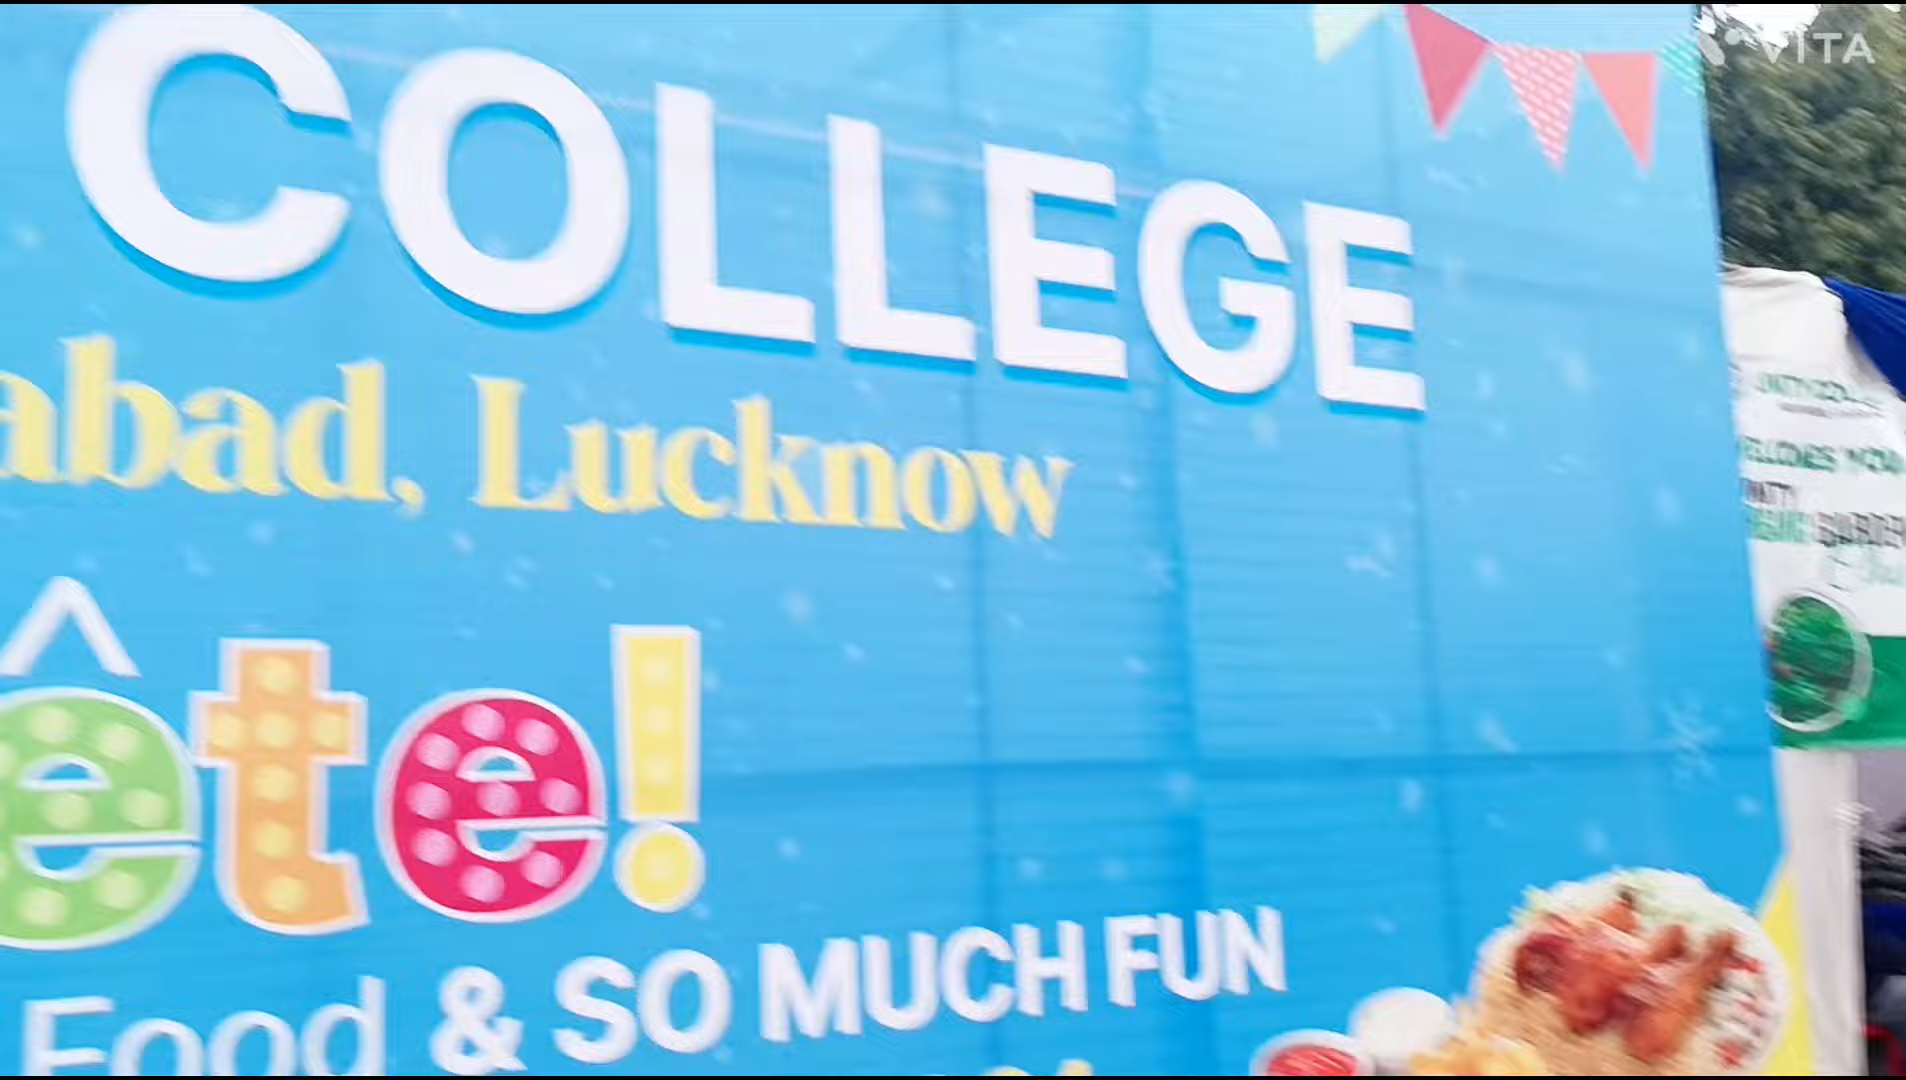 VITA
COLLEGE
abad, Lucknow
ête!
Food & SO MUCH FUN